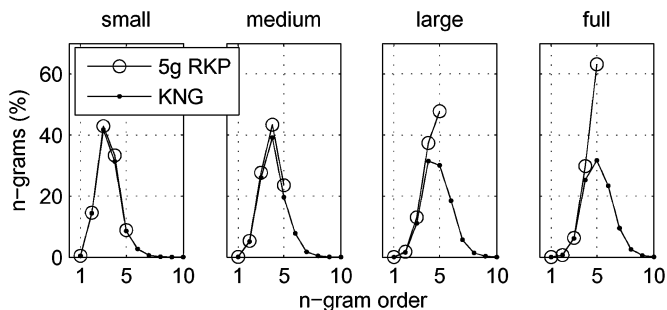 small medium large full
60
40
20
0
n-grams (%)
5g RKP
KNG
1 5 10 1 5 10 1 5 10 1 5 10
n-gram order